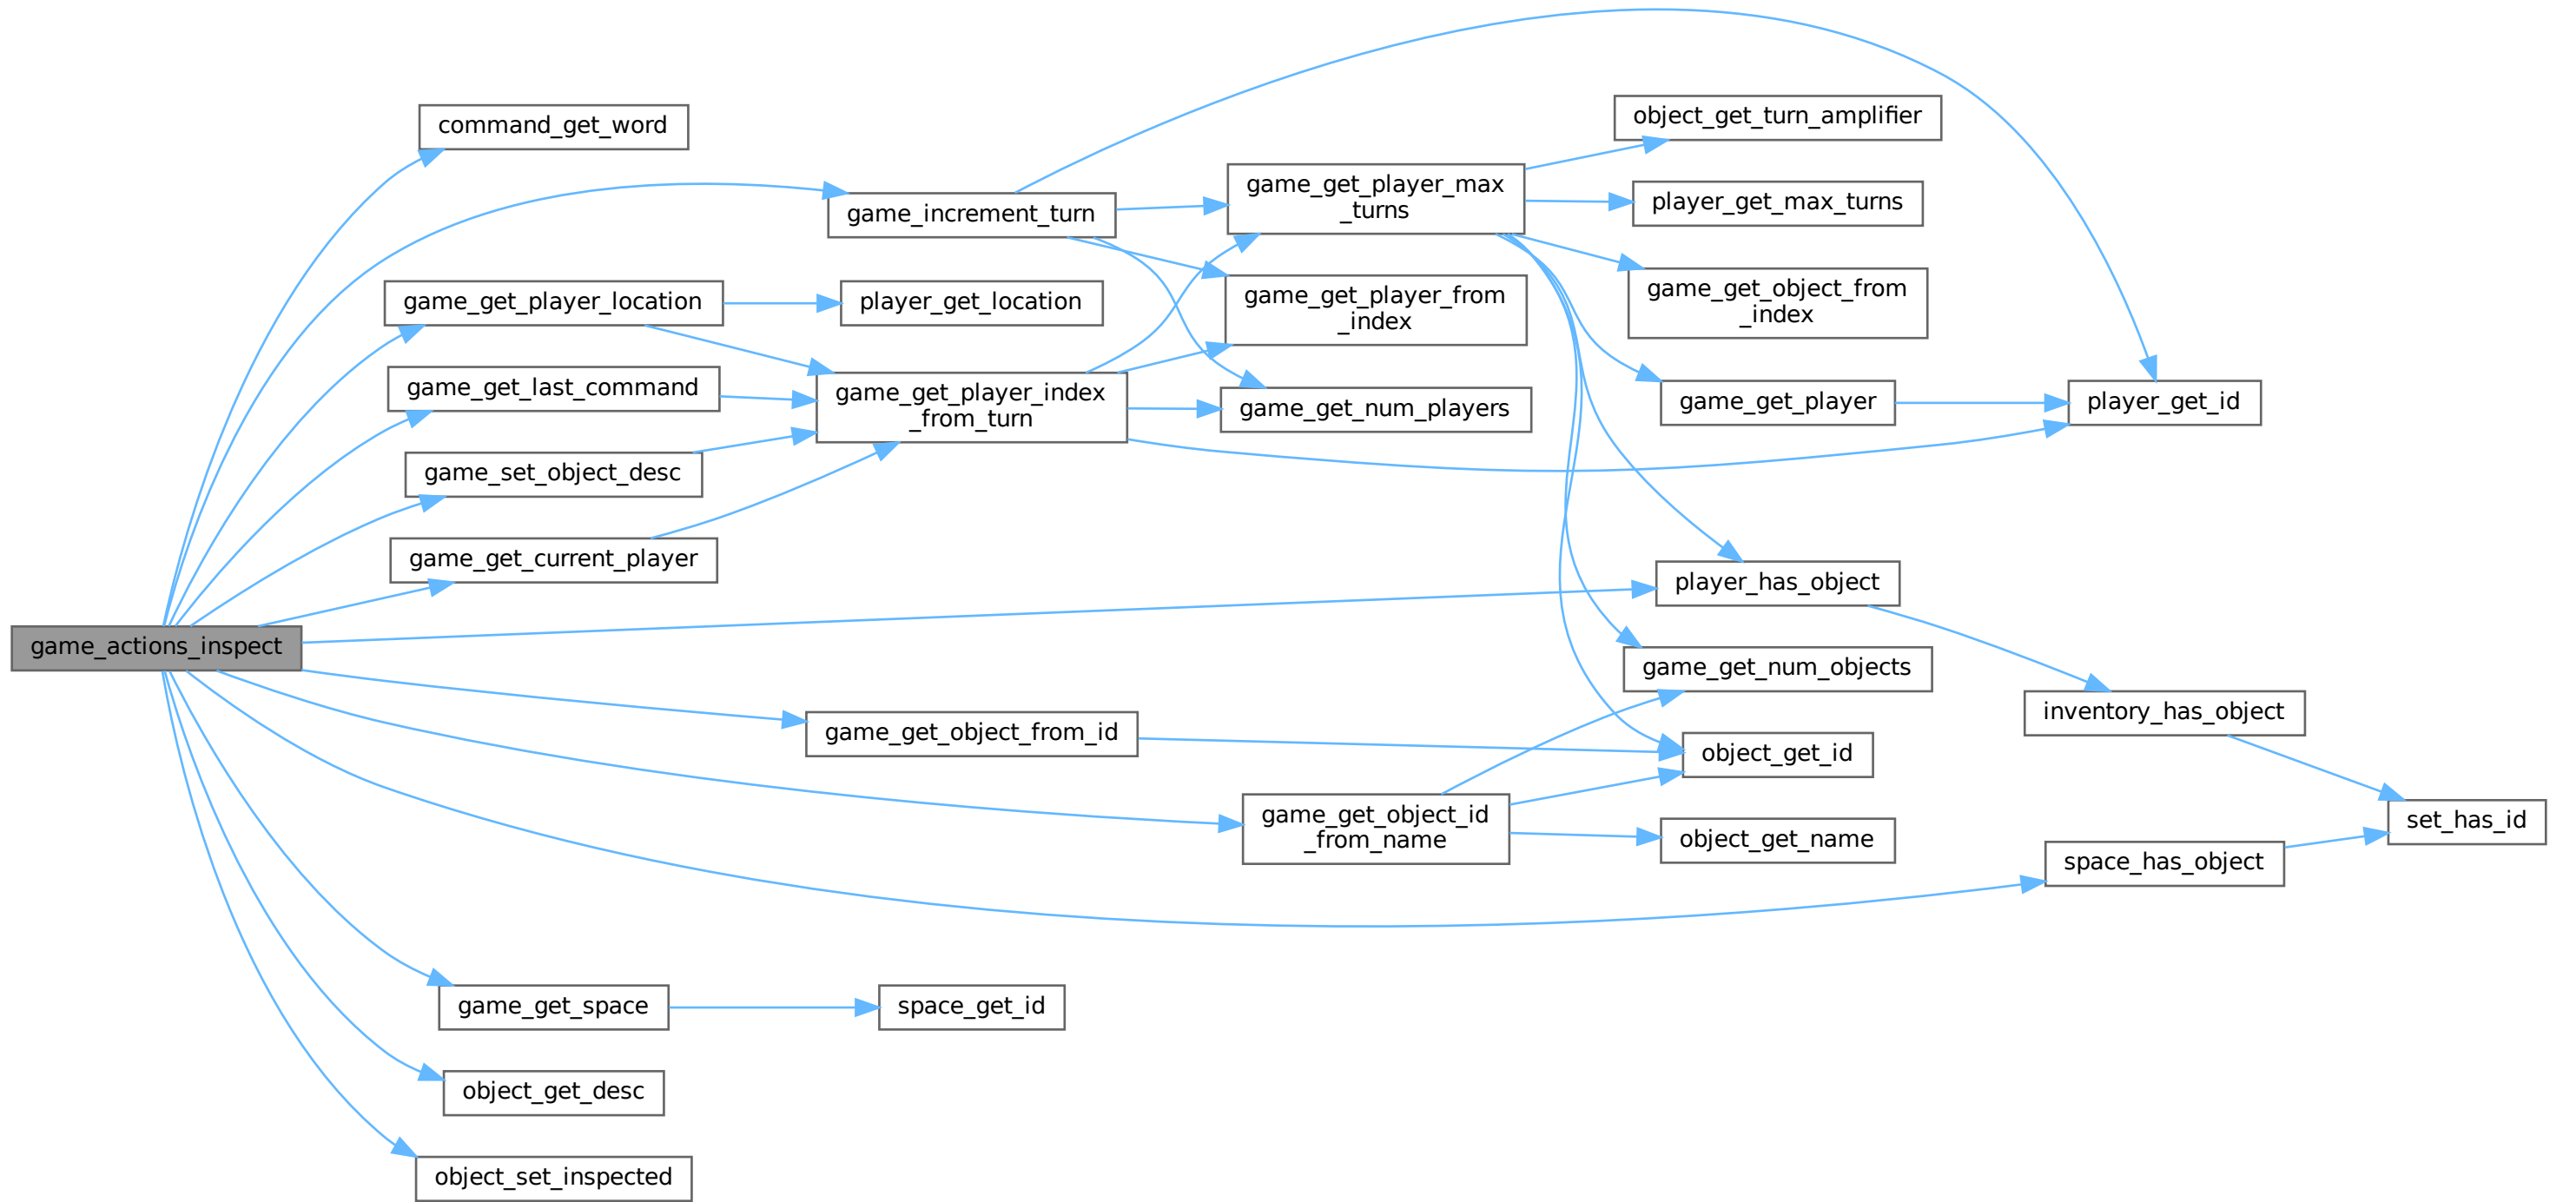 game_actions_inspect
command_get_word
game_increment_turn
game_get_player_location
player_get_location
game_get_last_command
game_set_object_desc
game_get_current_player
game_get_player_index
_from_turn
game_get_player_max
_turns
game_get_player_from
_index
game_get_num_players
object_get_turn_amplifier
player_get_max_turns
game_get_object_from
_index
game_get_player
player_get_id
player_has_object
game_get_num_objects
inventory_has_object
game_get_object_from_id
object_get_id
game_get_object_id
_from_name
object_get_name
set_has_id
space_has_object
game_get_space
space_get_id
object_get_desc
object_set_inspected